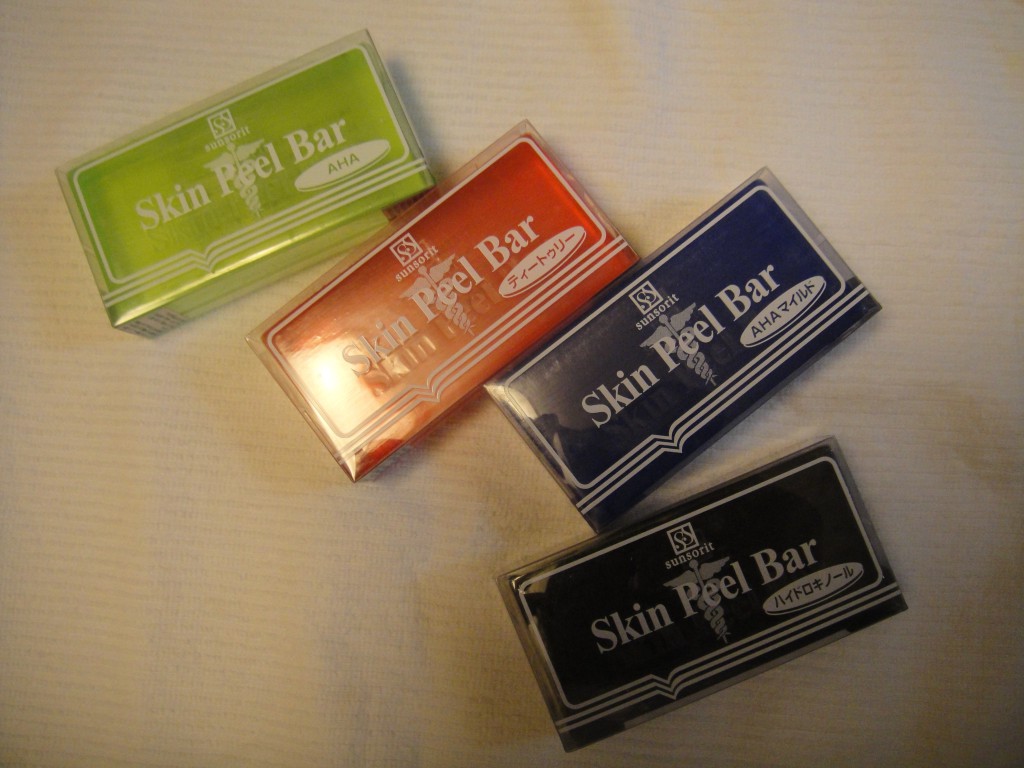 SS
sunsorit
Skin Peel Bar
AHA
SS
sunsorit
Skin Peel Bar
ティートゥリー
SS
sunsorit
Skin Peel Bar
AHAマイルド
SS
sunsorit
Skin Peel Bar
ハイドロキノール